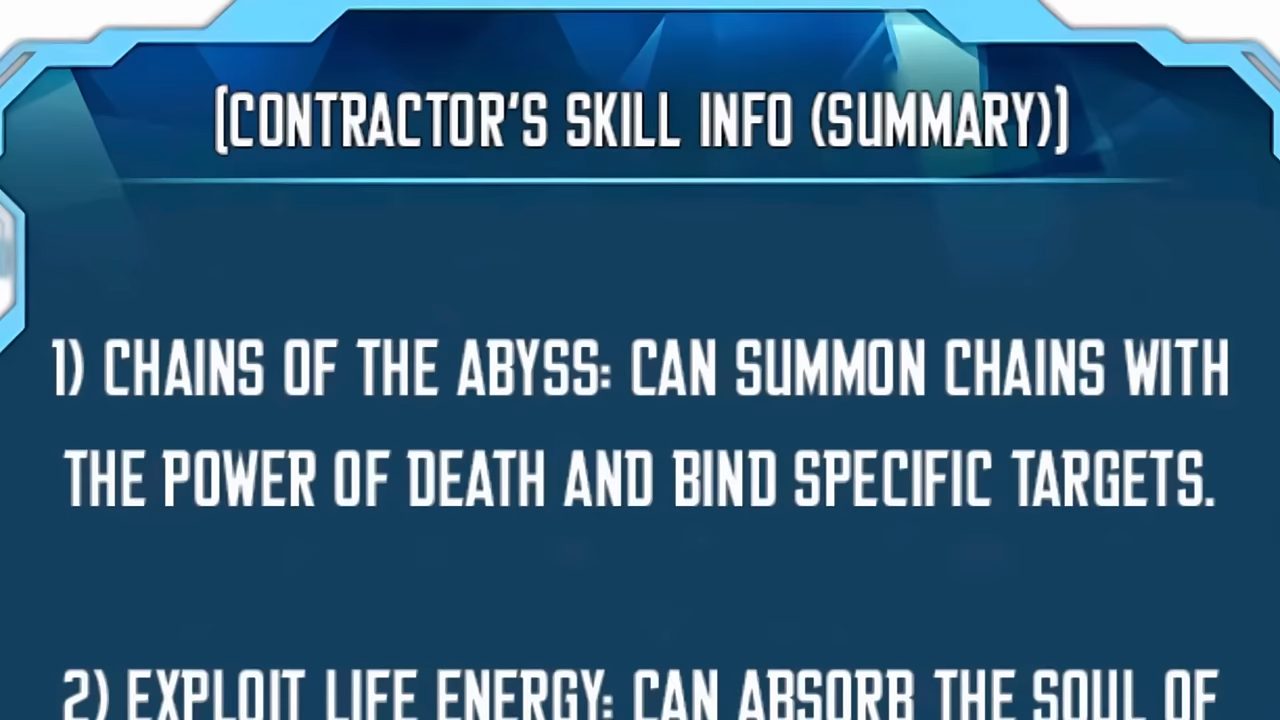 [CONTRACTOR'S SKILL INFO (SUMMARY)]
1) CHAINS OF THE ABYSS: CAN SUMMON CHAINS WITH
THE POWER OF DEATH AND BIND SPECIFIC TARGETS.
2) EXPLOIT LIFE ENERGY: CAN ABSORB THE SOUL OF